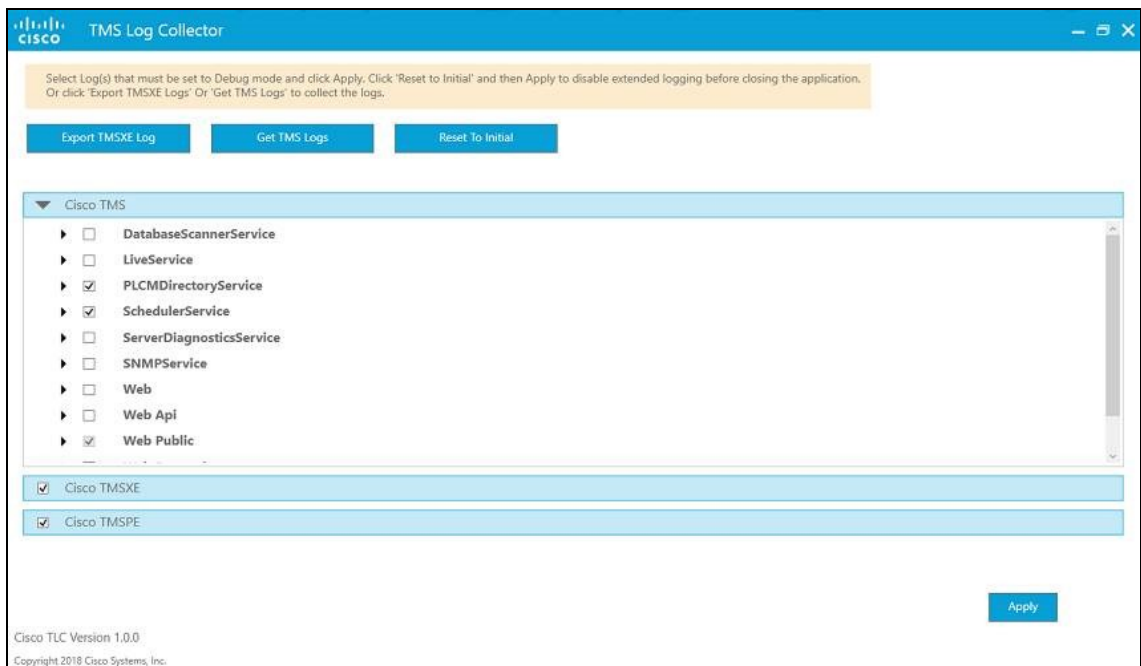 CISCO
TMS Log Collector
Select Log(s) that must be set to Debug mode and click Apply. Click 'Reset to Initial' and then Apply to disable extended logging before closing the application.
Or click 'Export TMSXE Logs' Or 'Get TMS Logs' to collect the logs.
Export TMSXE Log
Get TMS Logs
Reset To Initial
Cisco TMS
DatabaseScannerService
LiveService
PLCMDirectoryService
SchedulerService
ServerDiagnosticsService
SNMPService
Web
Web Api
Web Public
Cisco TMSXE
Cisco TMSPE
Apply
Cisco TLC Version 1.0.0
Copyright 2018 Cisco Systems, Inc.